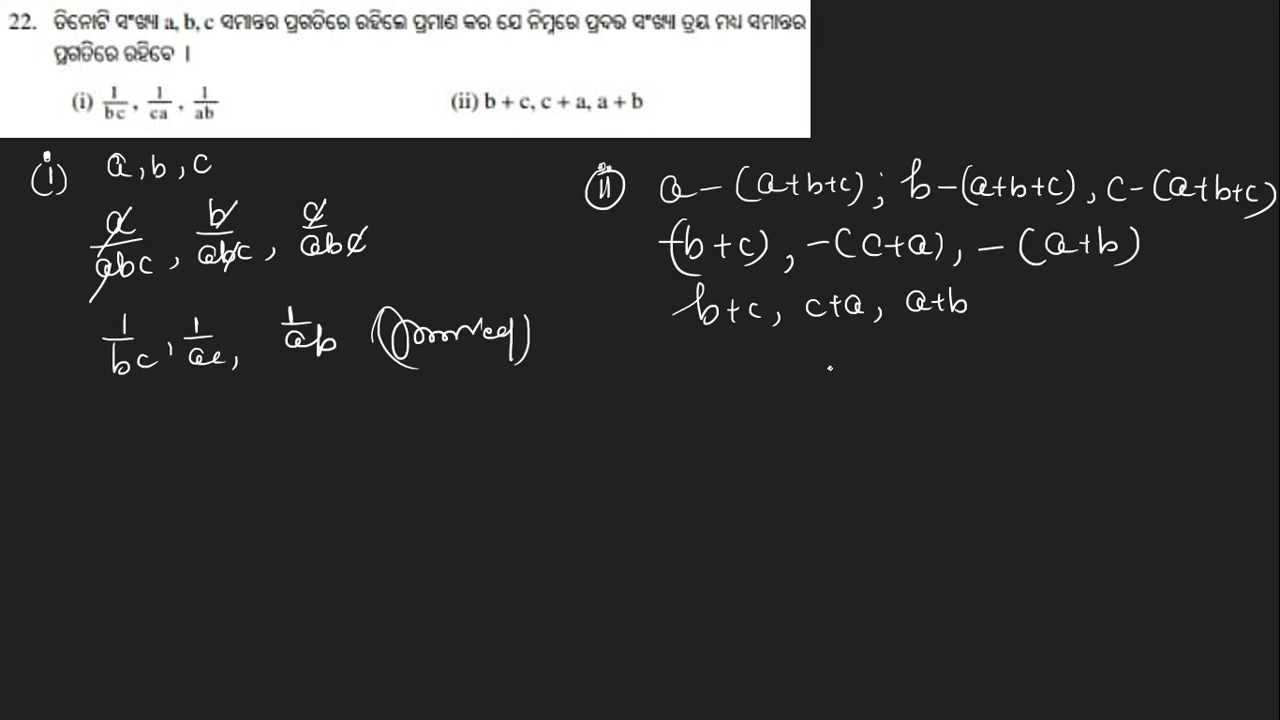 22. ତିନୋଟି ସଂଖ୍ୟା a, b, c ସମାନ୍ତର ପ୍ରଗତିରେ ରହିଲେ ପ୍ରମାଣ କର ଯେ ନିମ୍ନରେ ପ୍ରଦତ୍ତ ସଂଖ୍ୟା ତ୍ରୟ ମଧ୍ୟ ସମାନ୍ତର
ପ୍ରଗତିରେ ରହିବେ ।
(i) 1/bc, 1/ca, 1/ab (ii) b + c, c + a, a + b
(i) a, b, c
a/abc, b/abc, c/abc
1/bc, 1/ac, 1/ab (Proved)
(ii) a-(a+b+c); b-(a+b+c), c-(a+b+c)
-(b+c), -(c+a), -(a+b)
b+c, c+a, a+b